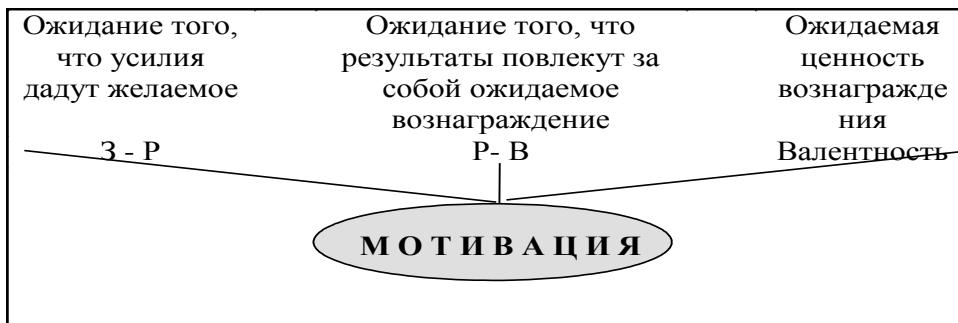 Ожидание того,
что усилия
дадут желаемое
З - Р
Ожидание того, что
результаты повлекут за
собой ожидаемое
вознаграждение
Р- В
Ожидаемая
ценность
вознагражде
ния
Валентность
М О Т И В А Ц И Я